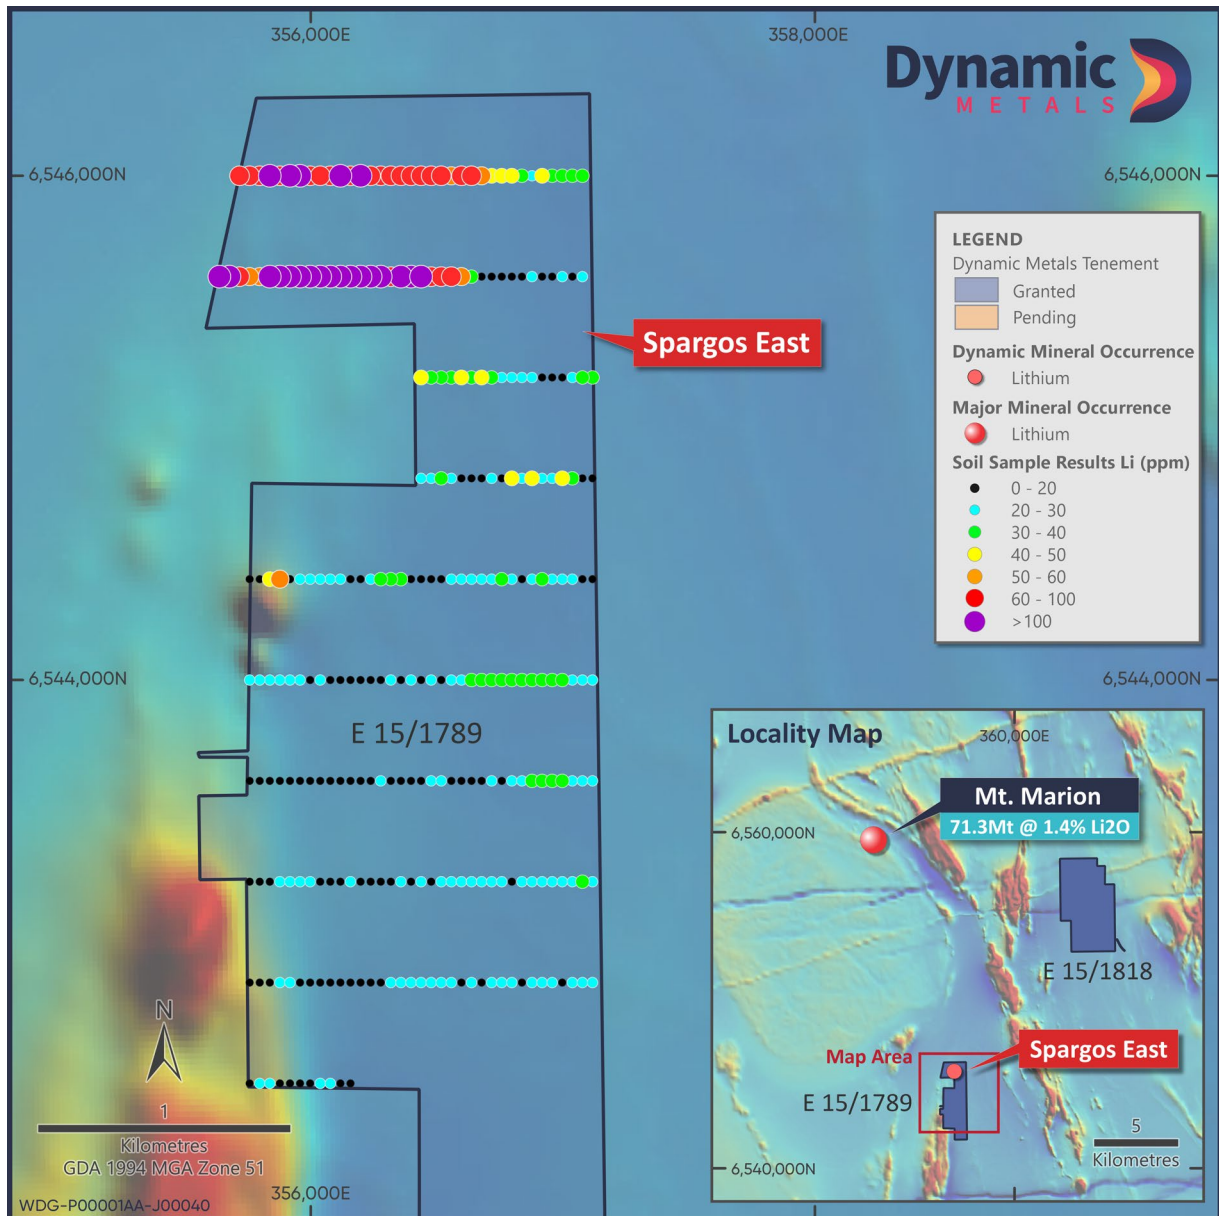 356,000E
358,000E
Dynamic
METALS
6,546,000N
6,546,000N
LEGEND
Dynamic Metals Tenement
Granted
Pending
Dynamic Mineral Occurrence
Lithium
Major Mineral Occurrence
Lithium
Soil Sample Results Li (ppm)
0 - 20
20 - 30
30 - 40
40 - 50
50 - 60
60 - 100
>100
Spargos East
6,544,000N
6,544,000N
E 15/1789
Locality Map
360,000E
Mt. Marion
71.3Mt @ 1.4% Li2O
6,560,000N
E 15/1818
Map Area
Spargos East
E 15/1789
5
Kilometres
6,540,000N
N
1
Kilometres
GDA 1994 MGA Zone 51
356,000E
WDG-P00001AA-J00040